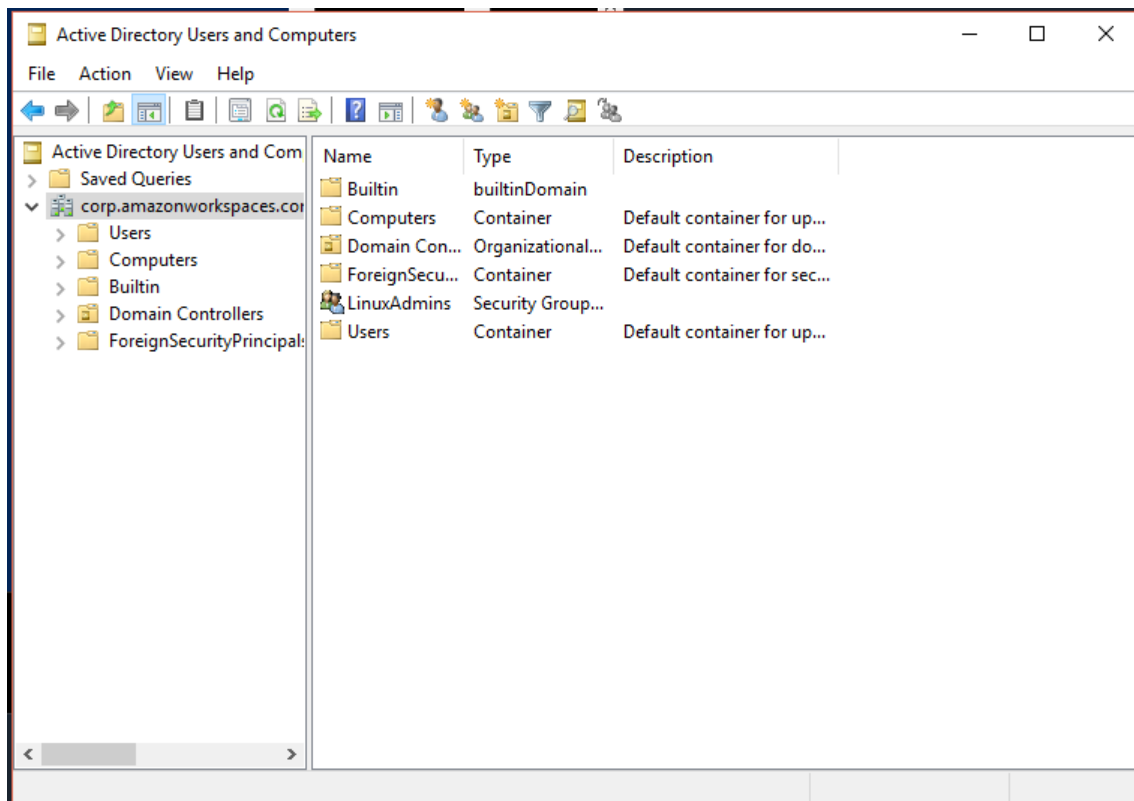 Active Directory Users and Computers
File Action View Help
Active Directory Users and Com
Saved Queries
corp.amazonworkspaces.cor
Users
Computers
Builtin
Domain Controllers
ForeignSecurityPrincipal:
Name Type Description
Builtin builtinDomain
Computers Container Default container for up...
Domain Con... Organizational... Default container for do...
ForeignSecu... Container Default container for sec...
LinuxAdmins Security Group...
Users Container Default container for up...